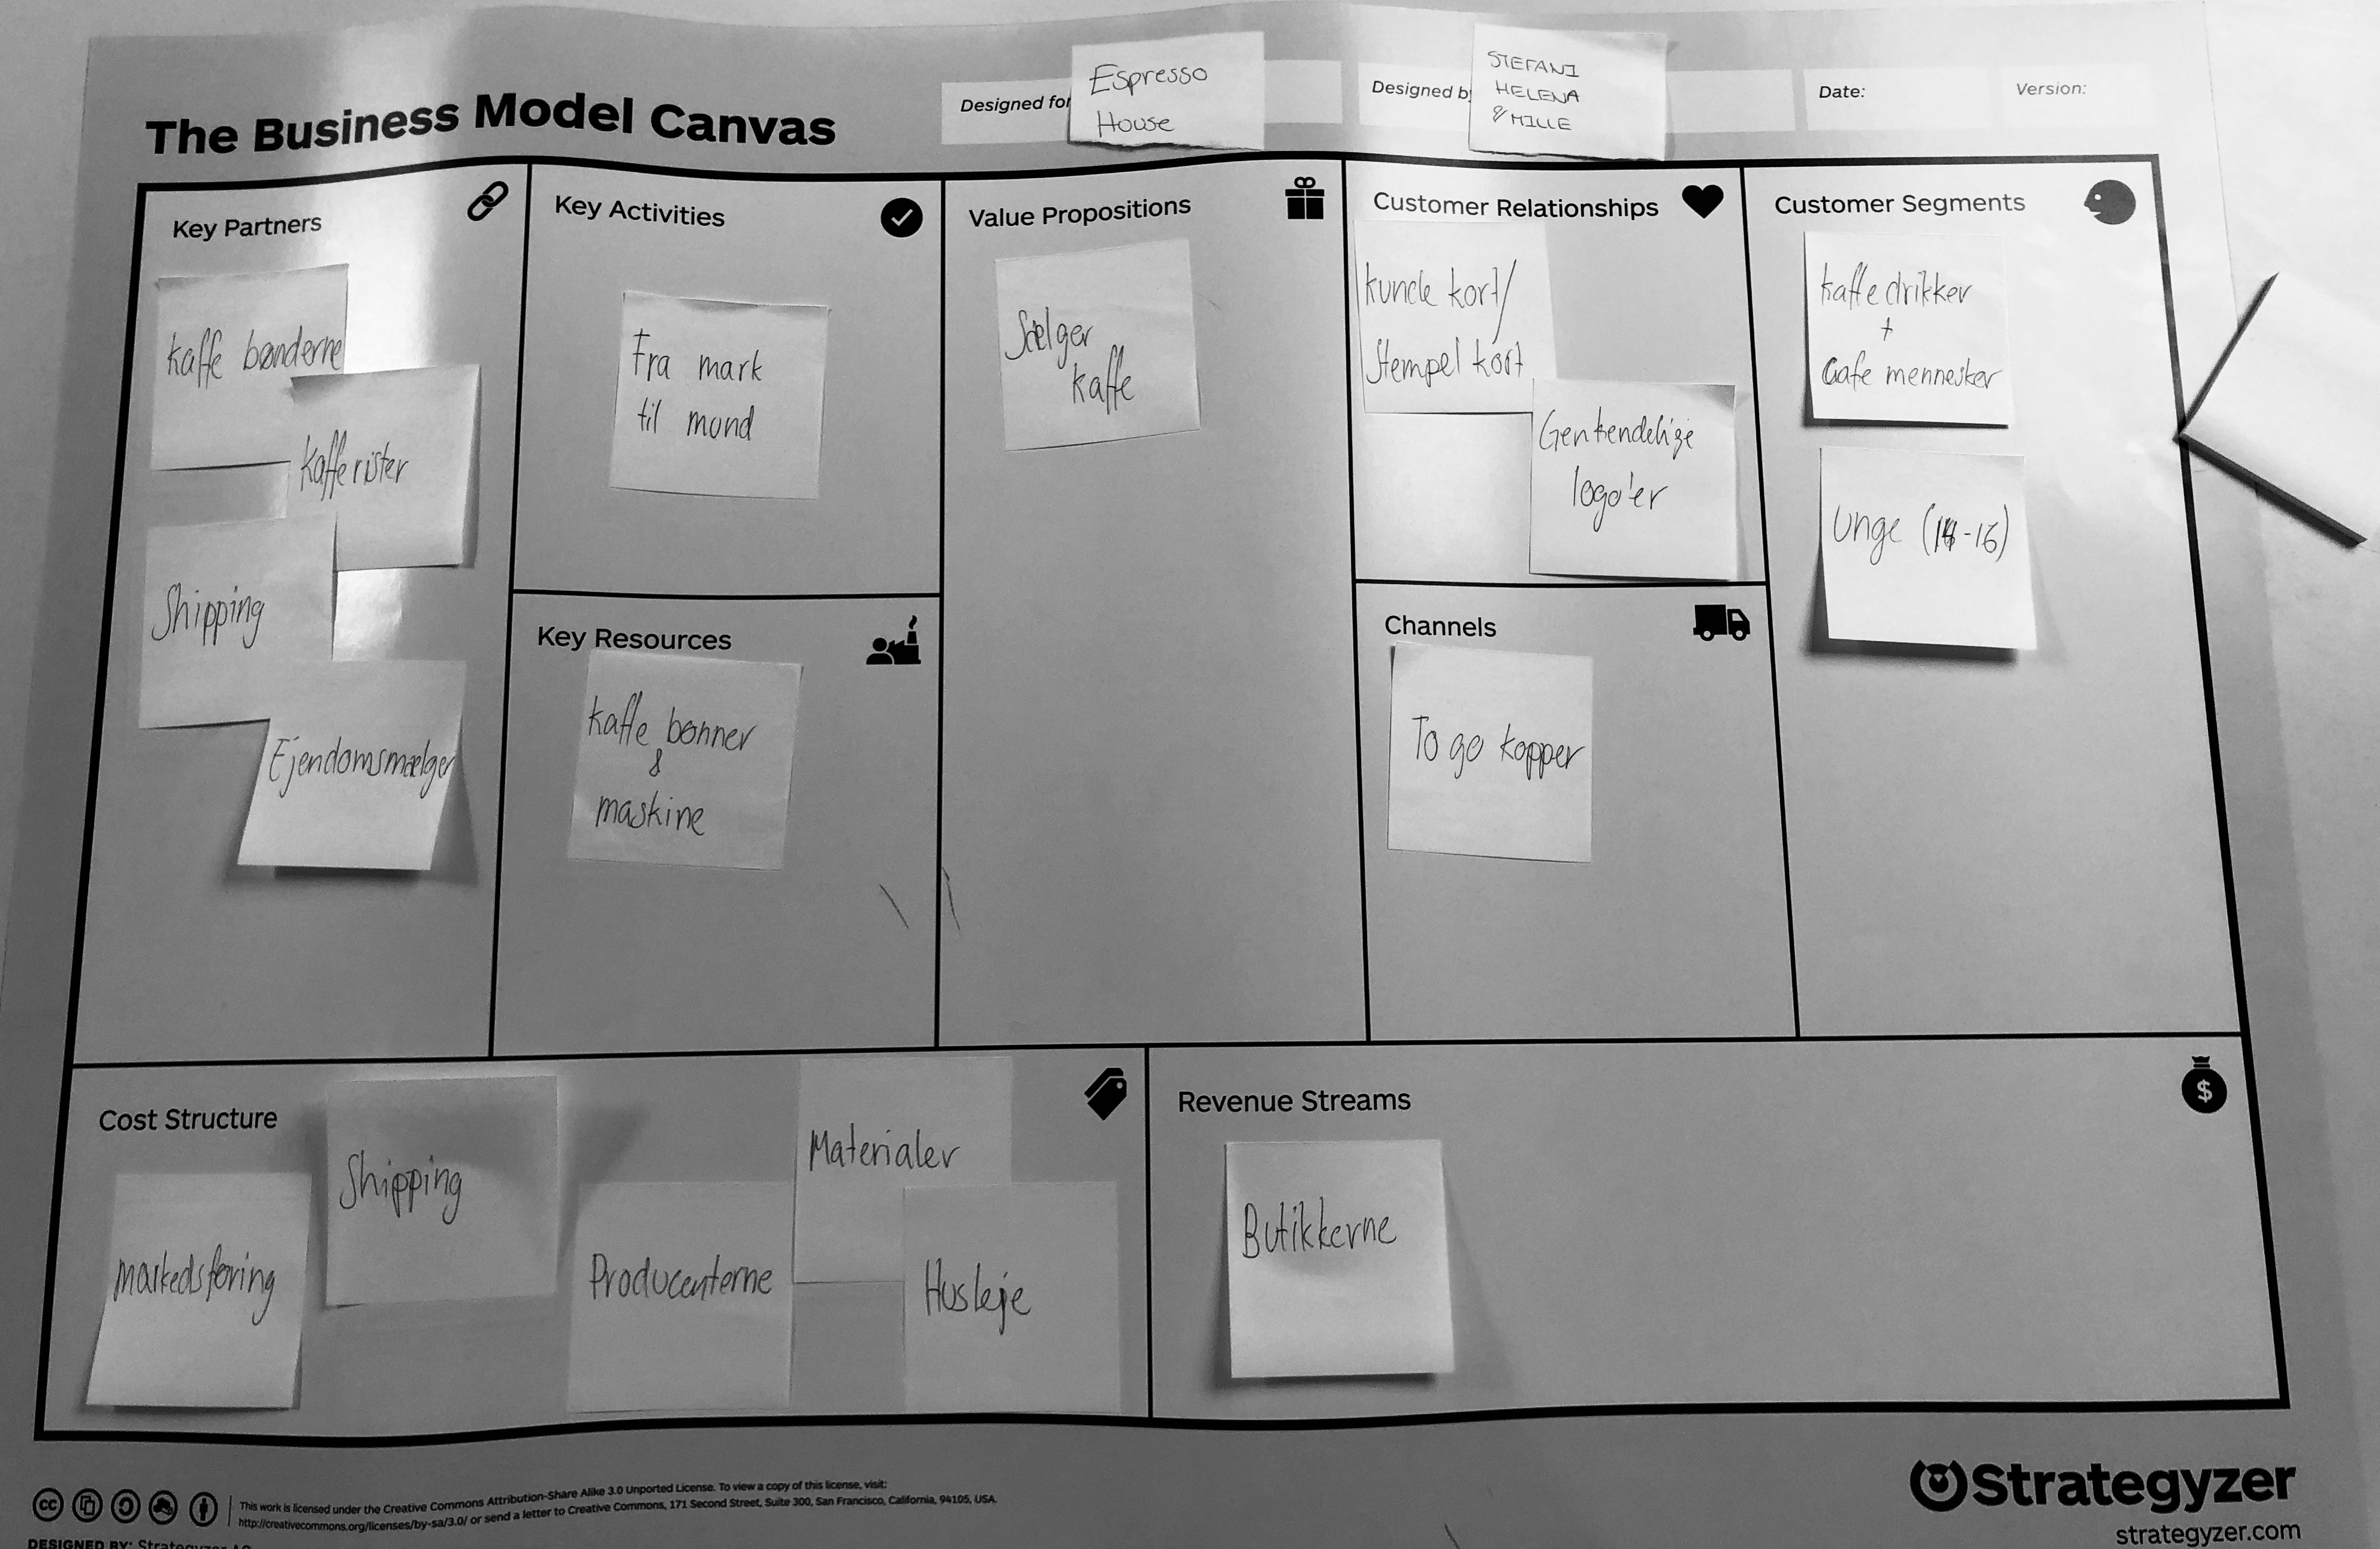 The Business Model Canvas
Designed for
Espresso
House
Designed b
STEFANI
HELENA
& MILLE
Date:
Version:
Key Partners
kaffe bønderne
kafferister
Shipping
Ejendomsmælger
Key Activities
Fra mark
til mund
Key Resources
kaffe bønner
&
maskine
Value Propositions
Sælger
kaffe
Customer Relationships
kunde kort/
Stempel kort
Genkendelige
logo'er
Channels
To go kopper
Customer Segments
kaffedrikker
+
Cafe mennesker
Unge (-16)
Cost Structure
markedsføring
Shipping
Producenterne
Materialer
Husleje
Revenue Streams
Butikkerne
This work is licensed under the Creative Commons Attribution-Share Alike 3.0 Unported License. To view a copy of this license, visit:
http://creativecommons.org/licenses/by-sa/3.0/ or send a letter to Creative Commons, 171 Second Street, Suite 300, San Francisco, California, 94105, USA.
DESIGNED BY: Strategyzer AG
Strategyzer
strategyzer.com